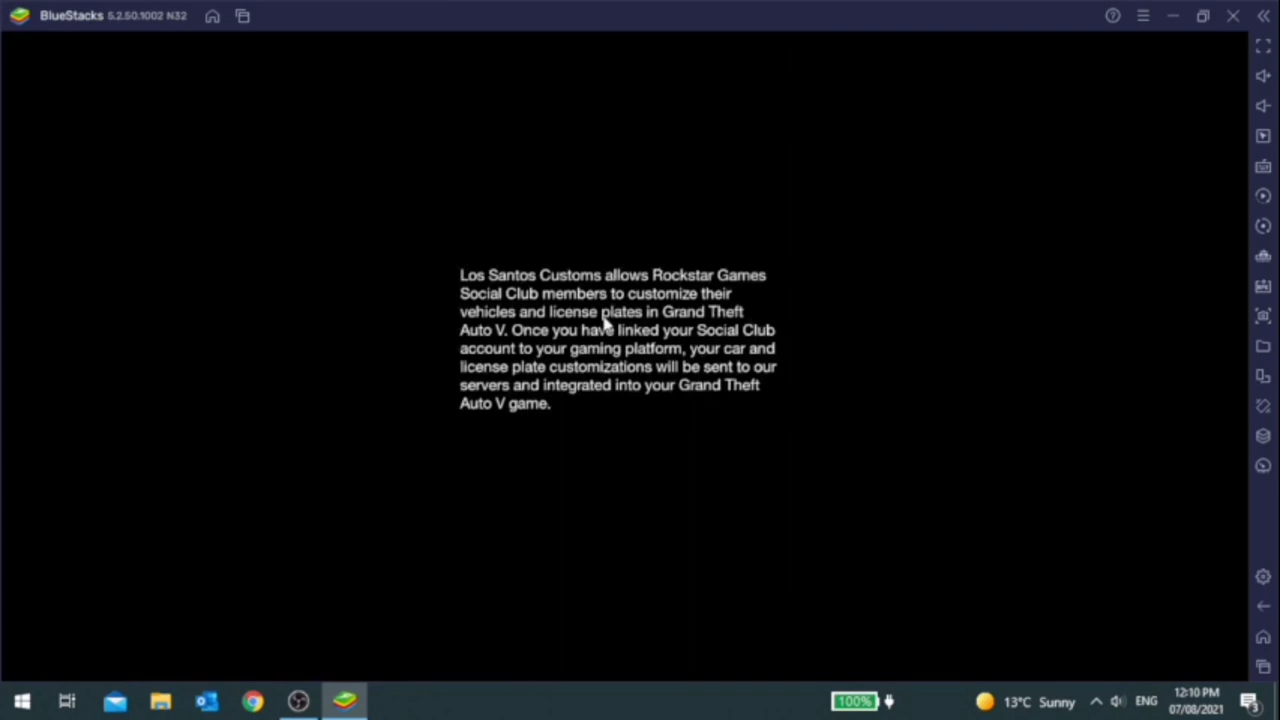 BlueStacks 5.2.50.1002 N32
Los Santos Customs allows Rockstar Games
Social Club members to customize their
vehicles and license plates in Grand Theft
Auto V. Once you have linked your Social Club
account to your gaming platform, your car and
license plate customizations will be sent to our
servers and integrated into your Grand Theft
Auto V game.
100%
13°C Sunny
ENG
12:10 PM
07/08/2021
3